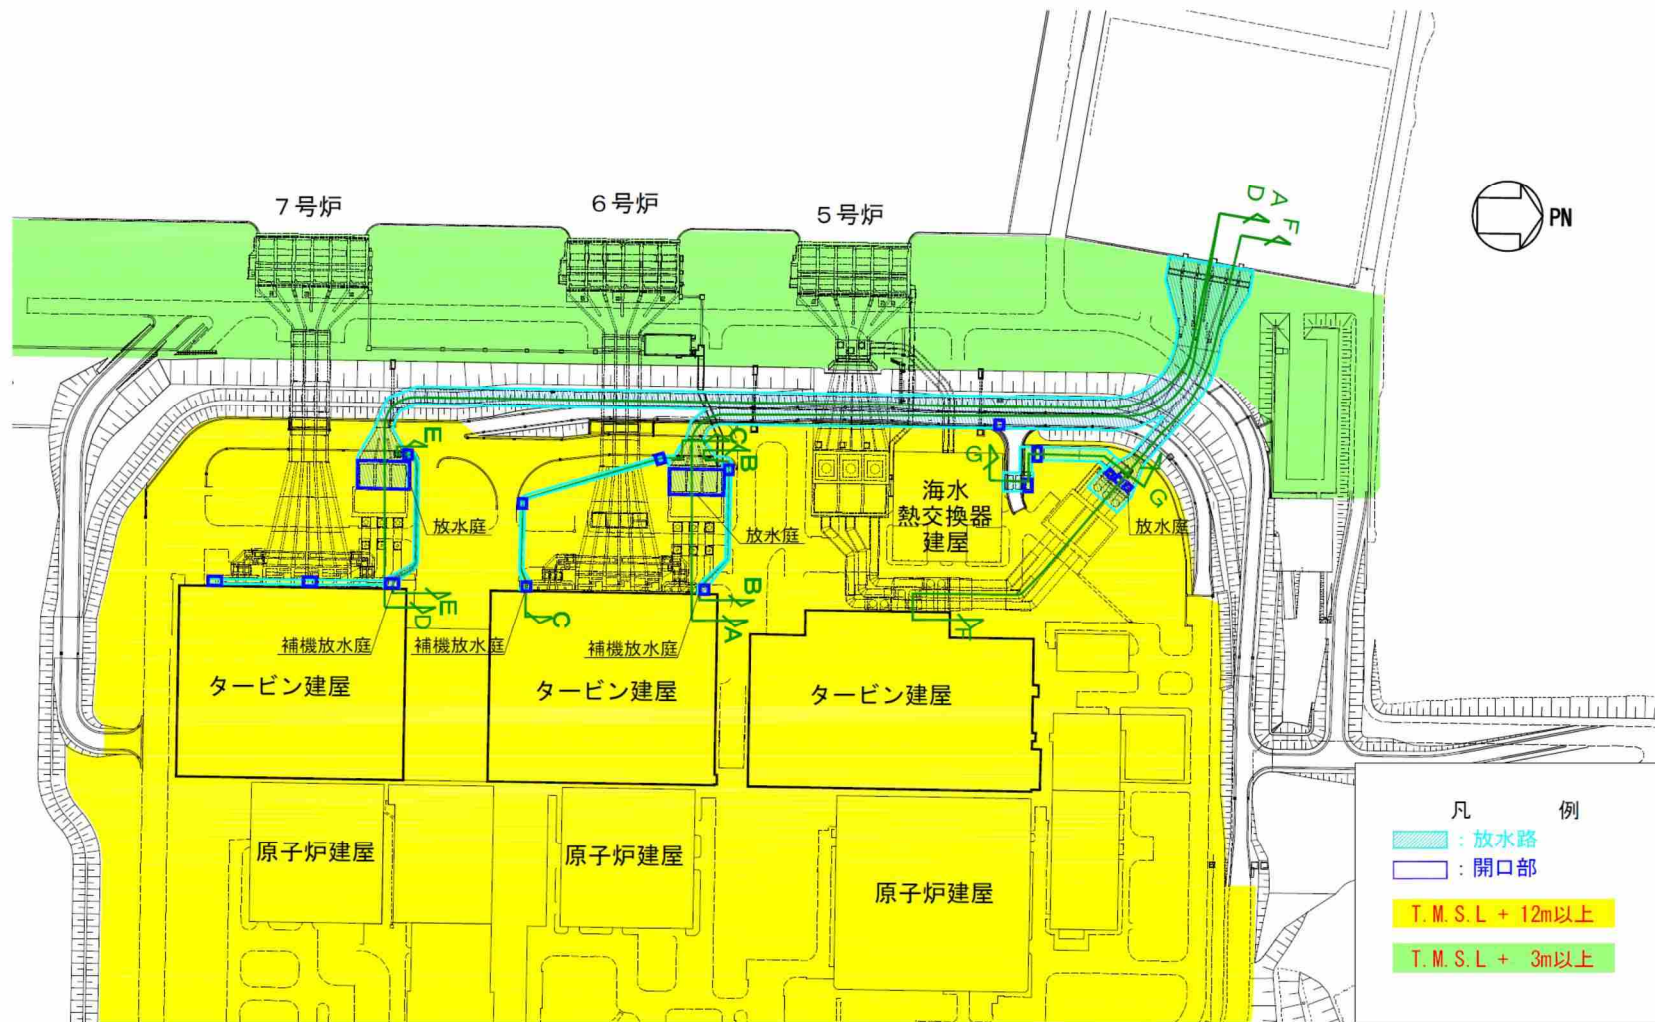 7号炉
6号炉
5号炉
D
A
F
PN
E
C
B
G
G
海水
熱交換器
建屋
放水庭
放水庭
放水庭
E
D
C
B
A
F
補機放水庭
補機放水庭
補機放水庭
タービン建屋
タービン建屋
タービン建屋
原子炉建屋
原子炉建屋
原子炉建屋
凡 例
：放水路
：開口部
T.M.S.L + 12m以上
T.M.S.L + 3m以上